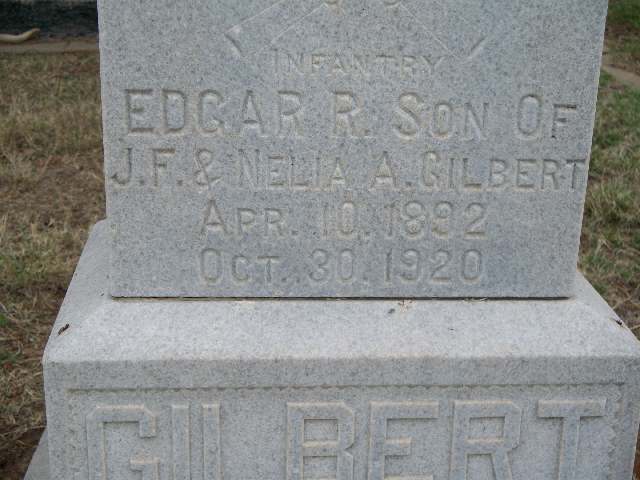 INFANTRY
EDGAR R. SON OF
J.F. & NELIA A. GILBERT
APR. 10. 1892
OCT. 30. 1920
GILBERT